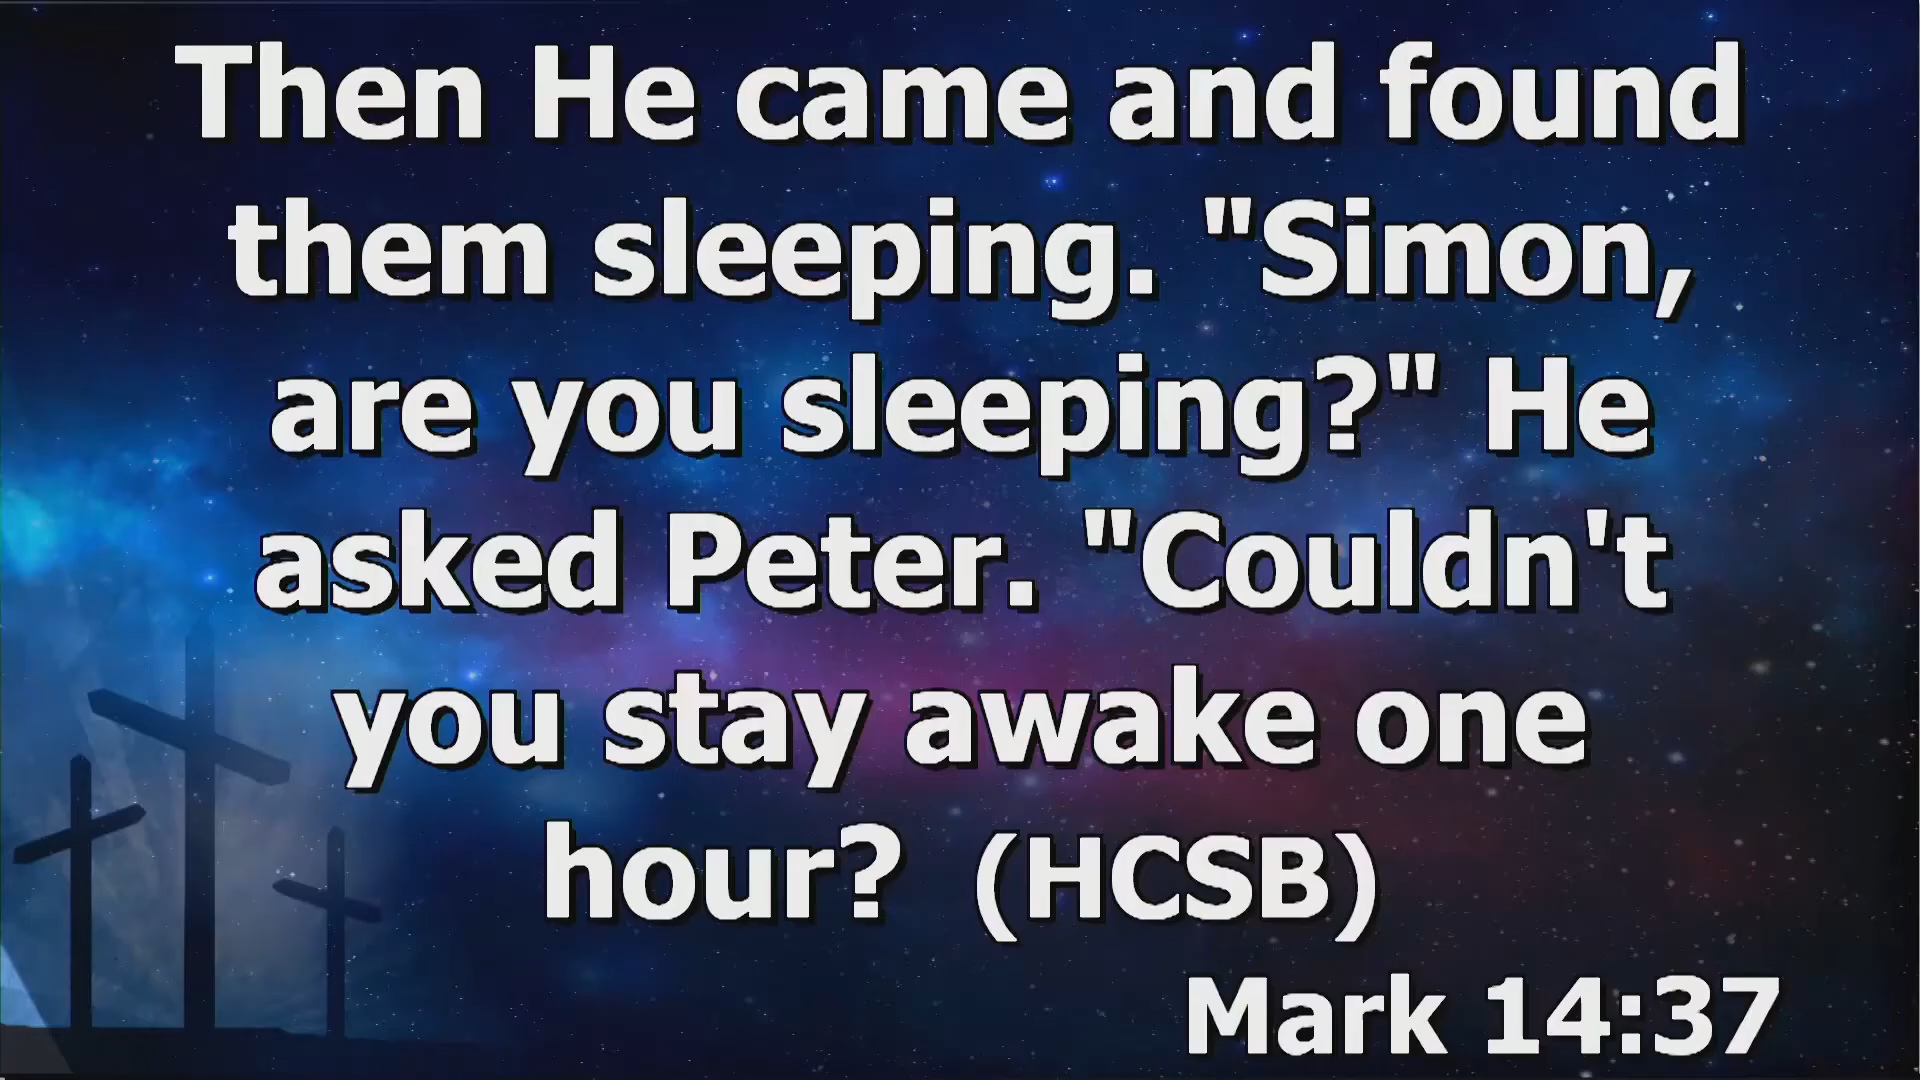 Then He came and found
them sleeping. "Simon,
are you sleeping?" He
asked Peter. "Couldn't
you stay awake one
hour? (HCSB)
Mark 14:37